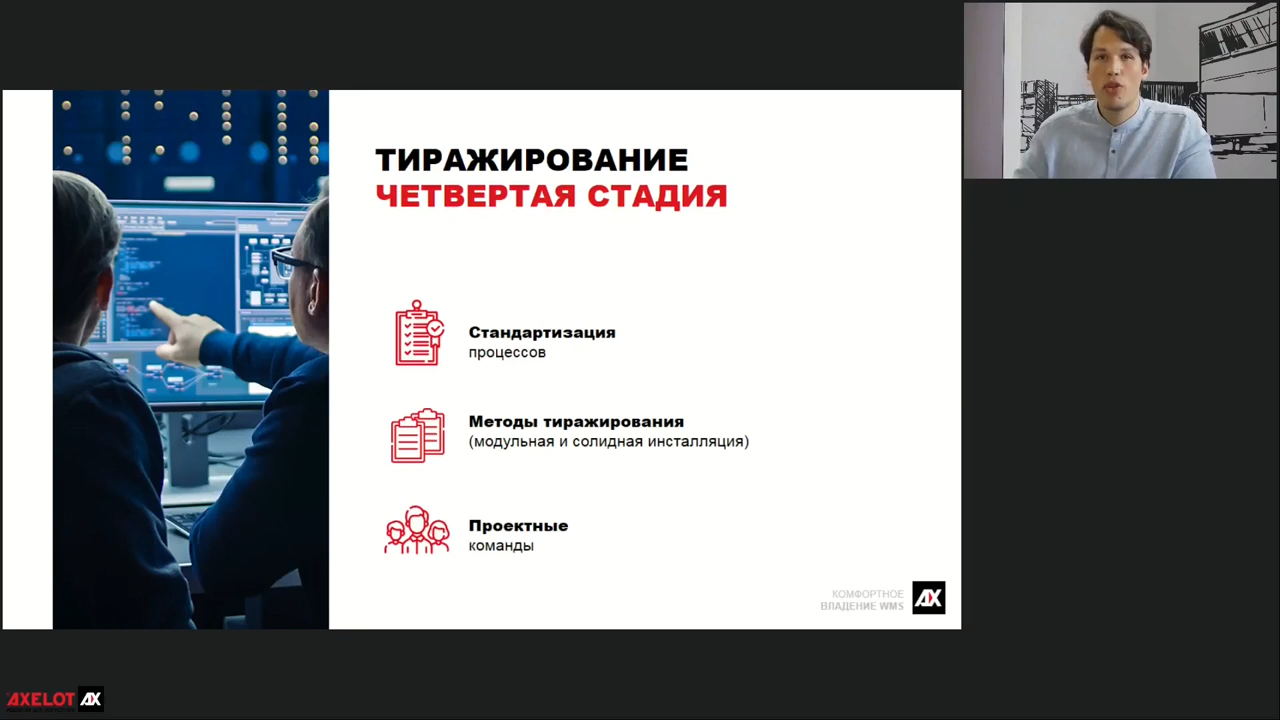 ТИРАЖИРОВАНИЕ
ЧЕТВЕРТАЯ СТАДИЯ
Стандартизация
процессов
Методы тиражирования
(модульная и солидная инсталляция)
Проектные
команды
КОМФОРТНОЕ
ВЛАДЕНИЕ WMS
AX
AXELOT AX